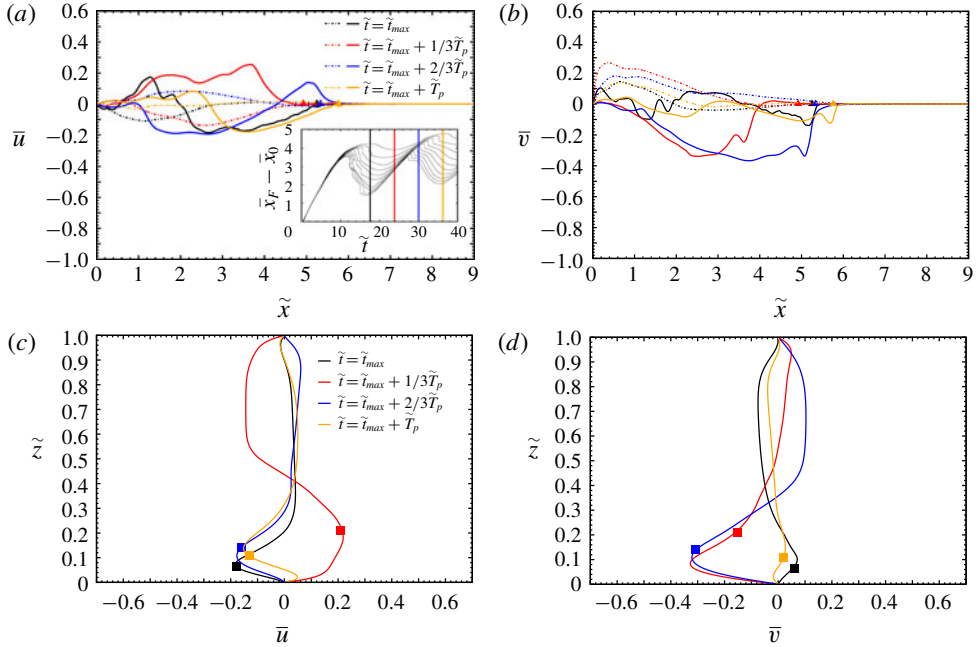 (a)
0.6
0.4
0.2
0
−0.2
−0.4
−0.6
−0.8
−1.0
u̅
0 1 2 3 4 5 6 7 8 9
x̃
t̃ = t̃max
t̃ = t̃max + 1/3T̃p
t̃ = t̃max + 2/3T̃p
t̃ = t̃max + T̃p
5
4
3
2
1
0
x̅F − x̅0
10 20 30 40
t̃
(b)
0.6
0.4
0.2
0
−0.2
−0.4
−0.6
−0.8
−1.0
v̅
0 1 2 3 4 5 6 7 8 9
x̃
(c)
1.0
0.9
0.8
0.7
0.6
0.5
0.4
0.3
0.2
0.1
0
z̃
−0.6 −0.4 −0.2 0 0.2 0.4 0.6
u̅
t̃ = t̃max
t̃ = t̃max + 1/3T̃p
t̃ = t̃max + 2/3T̃p
t̃ = t̃max + T̃p
(d)
1.0
0.9
0.8
0.7
0.6
0.5
0.4
0.3
0.2
0.1
0
z̃
−0.6 −0.4 −0.2 0 0.2 0.4 0.6
v̅